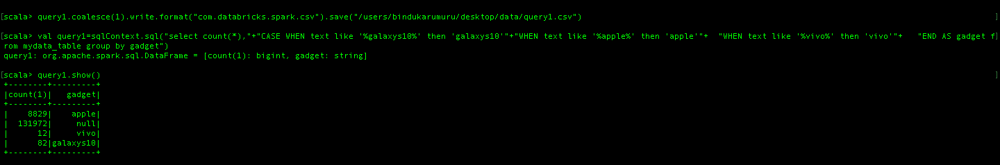 [scala> query1.coalesce(1).write.format("com.databricks.spark.csv").save("/users/bindukarumuru/desktop/data/query1.csv") ]
[scala> val query1=sqlContext.sql("select count(*),"+"CASE WHEN text like '%galaxys10%' then 'galaxys10'"+"WHEN text like '%apple%' then 'apple'"+  "WHEN text like '%vivo%' then 'vivo'"+   "END AS gadget f]
rom mydata_table group by gadget")
query1: org.apache.spark.sql.DataFrame = [count(1): bigint, gadget: string]
[scala> query1.show() ]
+--------+---------+
|count(1)|   gadget|
+--------+---------+
|    8829|    apple|
|  131972|     null|
|      12|     vivo|
|      82|galaxys10|
+--------+---------+